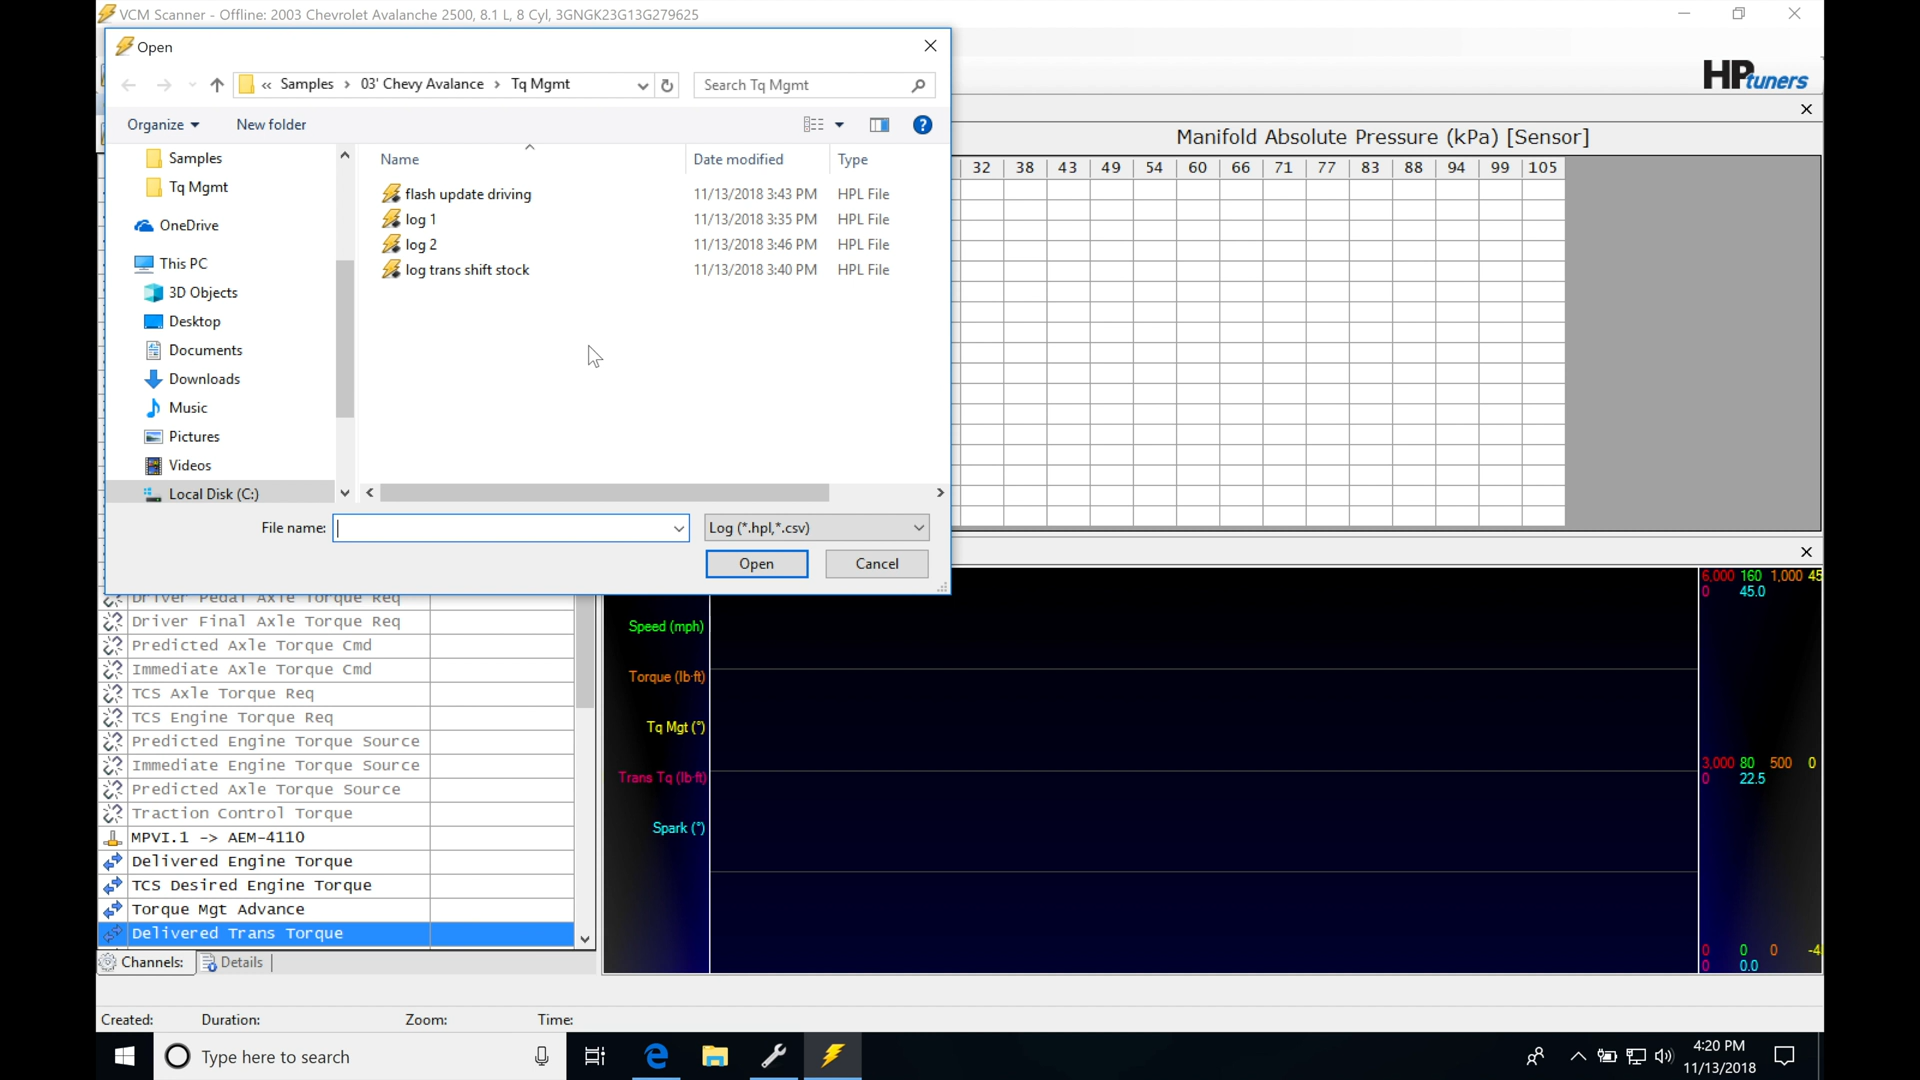 VCM Scanner - Offline: 2003 Chevrolet Avalanche 2500, 8.1 L, 8 Cyl, 3GNGK23G13G279625
Open
« Samples › 03' Chevy Avalance › Tq Mgmt
Search Tq Mgmt
HPtuners
Organize
New folder
Manifold Absolute Pressure (kPa) [Sensor]
Samples
Tq Mgmt
OneDrive
This PC
3D Objects
Desktop
Documents
Downloads
Music
Pictures
Videos
Local Disk (C:)
Name Date modified Type
flash update driving 11/13/2018 3:43 PM HPL File
log 1 11/13/2018 3:35 PM HPL File
log 2 11/13/2018 3:46 PM HPL File
log trans shift stock 11/13/2018 3:40 PM HPL File
32 38 43 49 54 60 66 71 77 83 88 94 99 105
File name:
Log (*.hpl,*.csv)
Open
Cancel
Driver Pedal Axle Torque Req
Driver Final Axle Torque Req
Predicted Axle Torque Cmd
Immediate Axle Torque Cmd
TCS Axle Torque Req
TCS Engine Torque Req
Predicted Engine Torque Source
Immediate Engine Torque Source
Predicted Axle Torque Source
Traction Control Torque
MPVI.1 -> AEM-4110
Delivered Engine Torque
TCS Desired Engine Torque
Torque Mgt Advance
Delivered Trans Torque
Channels:
Details
Speed (mph)
Torque (lb·ft)
Tq Mgt (°)
Trans Tq (lb·ft)
Spark (°)
6,000 160 1,000 45
0 45.0
3,000 80 500 0
0 22.5
0 0 0 -4
0 0.0
Created:
Duration:
Zoom:
Time:
Type here to search
4:20 PM
11/13/2018